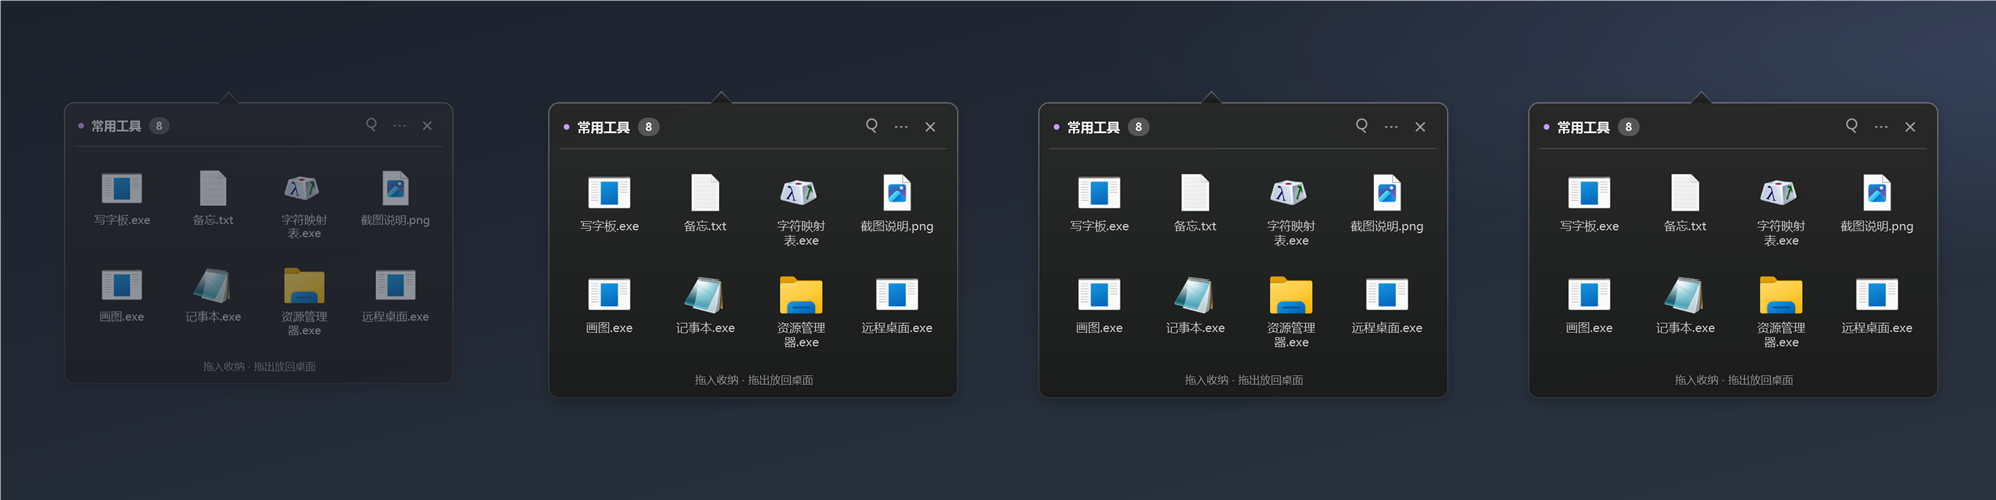 常用工具 8
写字板.exe 备忘.txt 字符映射 截图说明.png
表.exe
画图.exe 记事本.exe 资源管理 远程桌面.exe
器.exe
拖入收纳 · 拖出放回桌面
常用工具 8
写字板.exe 备忘.txt 字符映射 截图说明.png
表.exe
画图.exe 记事本.exe 资源管理 远程桌面.exe
器.exe
拖入收纳 · 拖出放回桌面
常用工具 8
写字板.exe 备忘.txt 字符映射 截图说明.png
表.exe
画图.exe 记事本.exe 资源管理 远程桌面.exe
器.exe
拖入收纳 · 拖出放回桌面
常用工具 8
写字板.exe 备忘.txt 字符映射 截图说明.png
表.exe
画图.exe 记事本.exe 资源管理 远程桌面.exe
器.exe
拖入收纳 · 拖出放回桌面